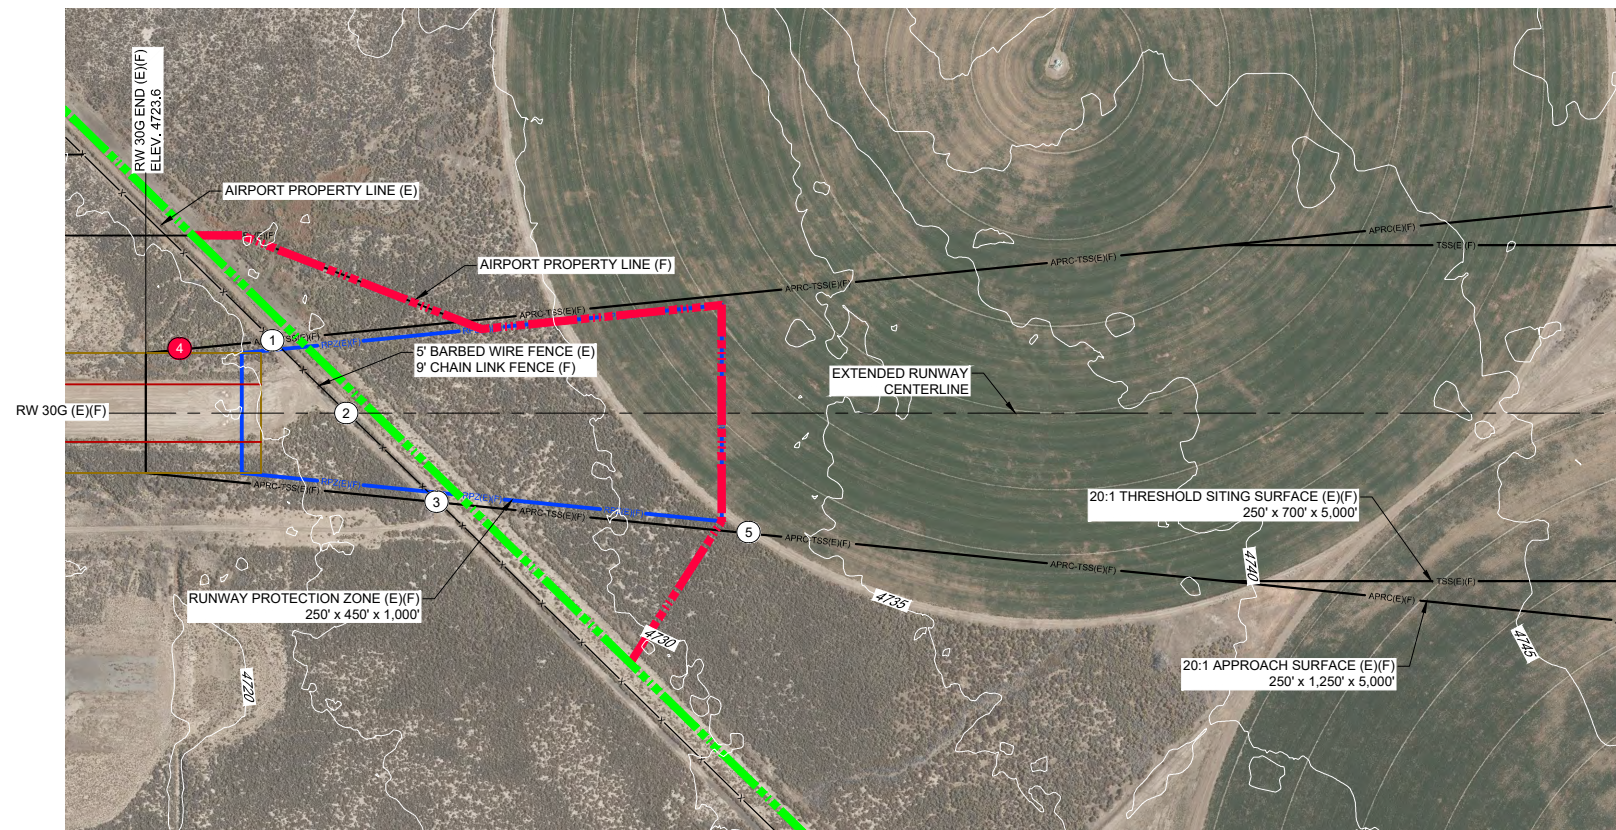 RW 30G END (E)(F)
ELEV. 4723.6
AIRPORT PROPERTY LINE (E)
AIRPORT PROPERTY LINE (F)
APRC(E)(F)
TSS(E)(F)
APRC-TSS(E)(F)
APRC-TSS(E)(F)
APRC-TSS(E)(F)
1
4
RPZ(E)(F)
5' BARBED WIRE FENCE (E)
9' CHAIN LINK FENCE (F)
EXTENDED RUNWAY
CENTERLINE
RW 30G (E)(F)
2
APRC-TSS(E)(F)
RPZ(E)(F)
RPZ(E)(F)
3
APRC-TSS(E)(F)
5
APRC-TSS(E)(F)
APRC-TSS(E)(F)
20:1 THRESHOLD SITING SURFACE (E)(F)
250' x 700' x 5,000'
4740
TSS(E)(F)
APRC(E)(F)
RUNWAY PROTECTION ZONE (E)(F)
250' x 450' x 1,000'
4735
4730
4745
20:1 APPROACH SURFACE (E)(F)
250' x 1,250' x 5,000'
4720